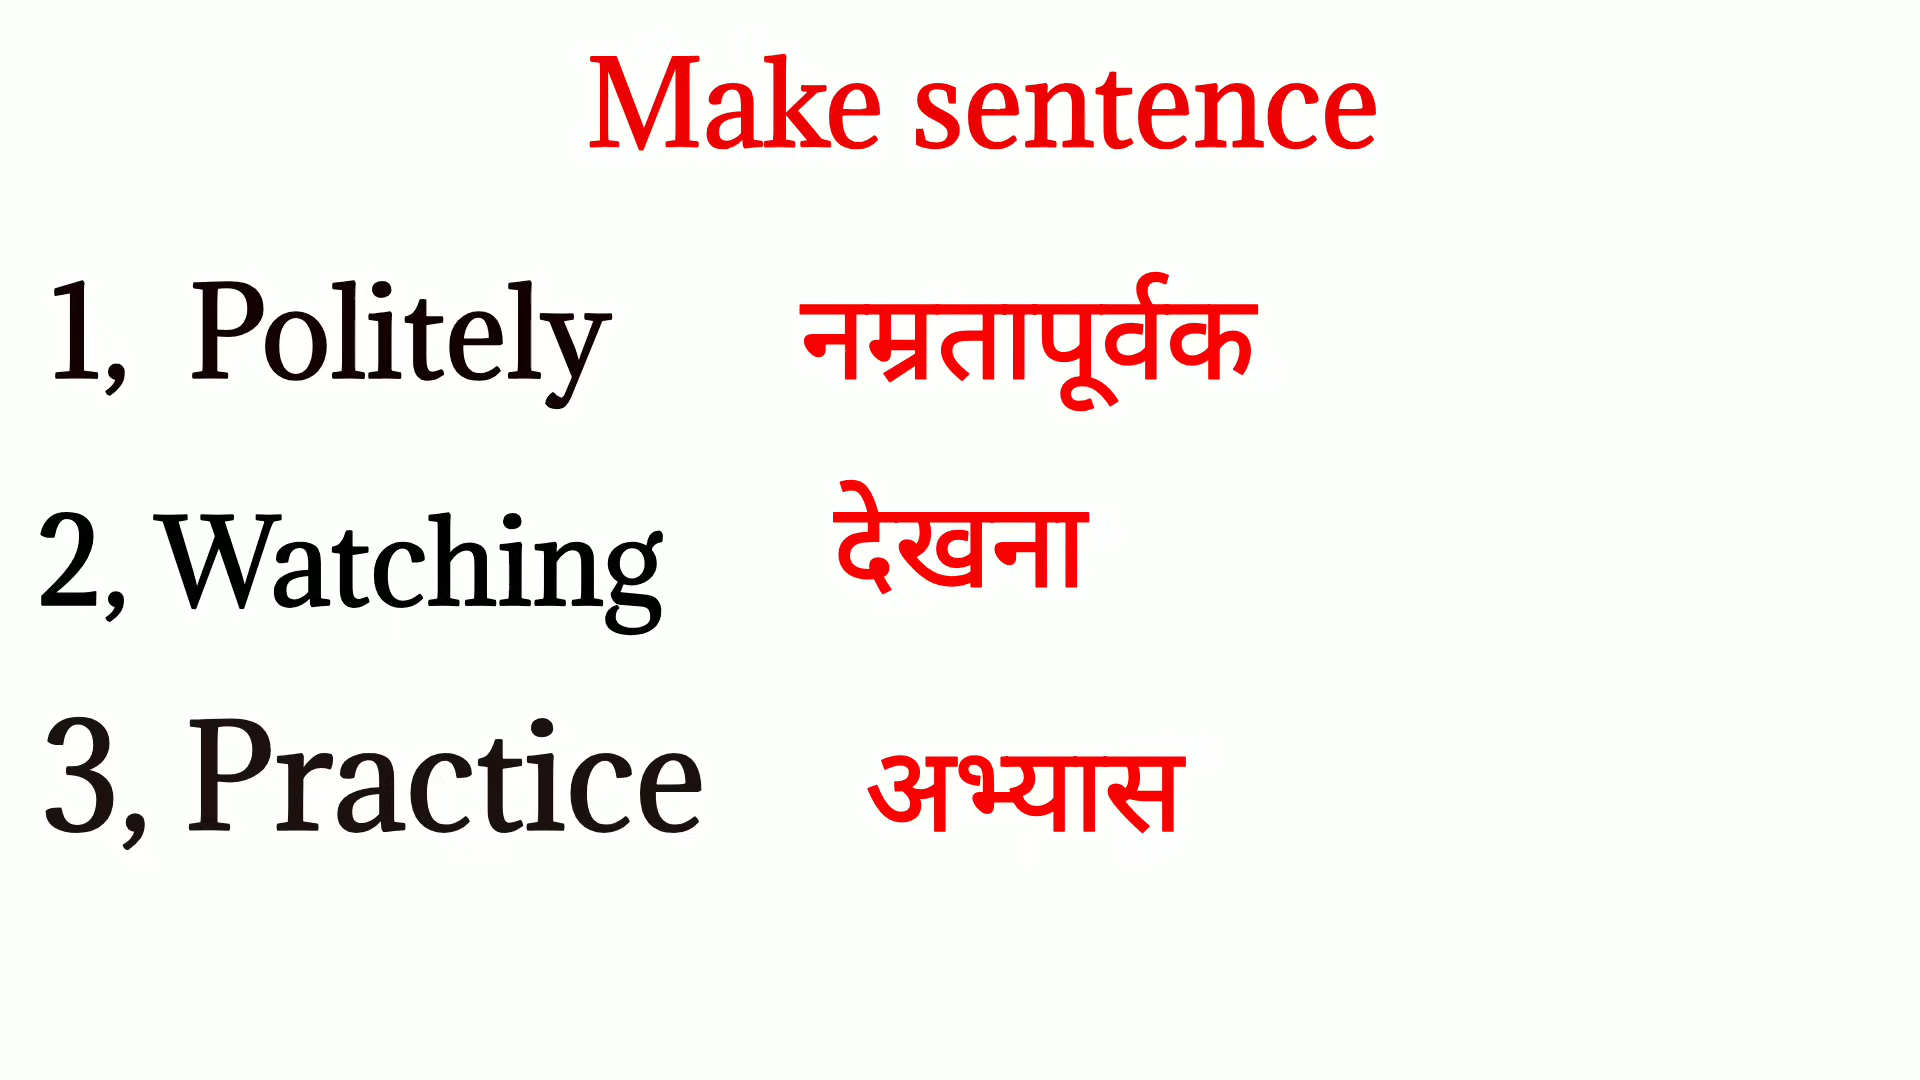 Make sentence
1, Politely नम्रतापूर्वक
2, Watching देखना
3, Practice अभ्यास